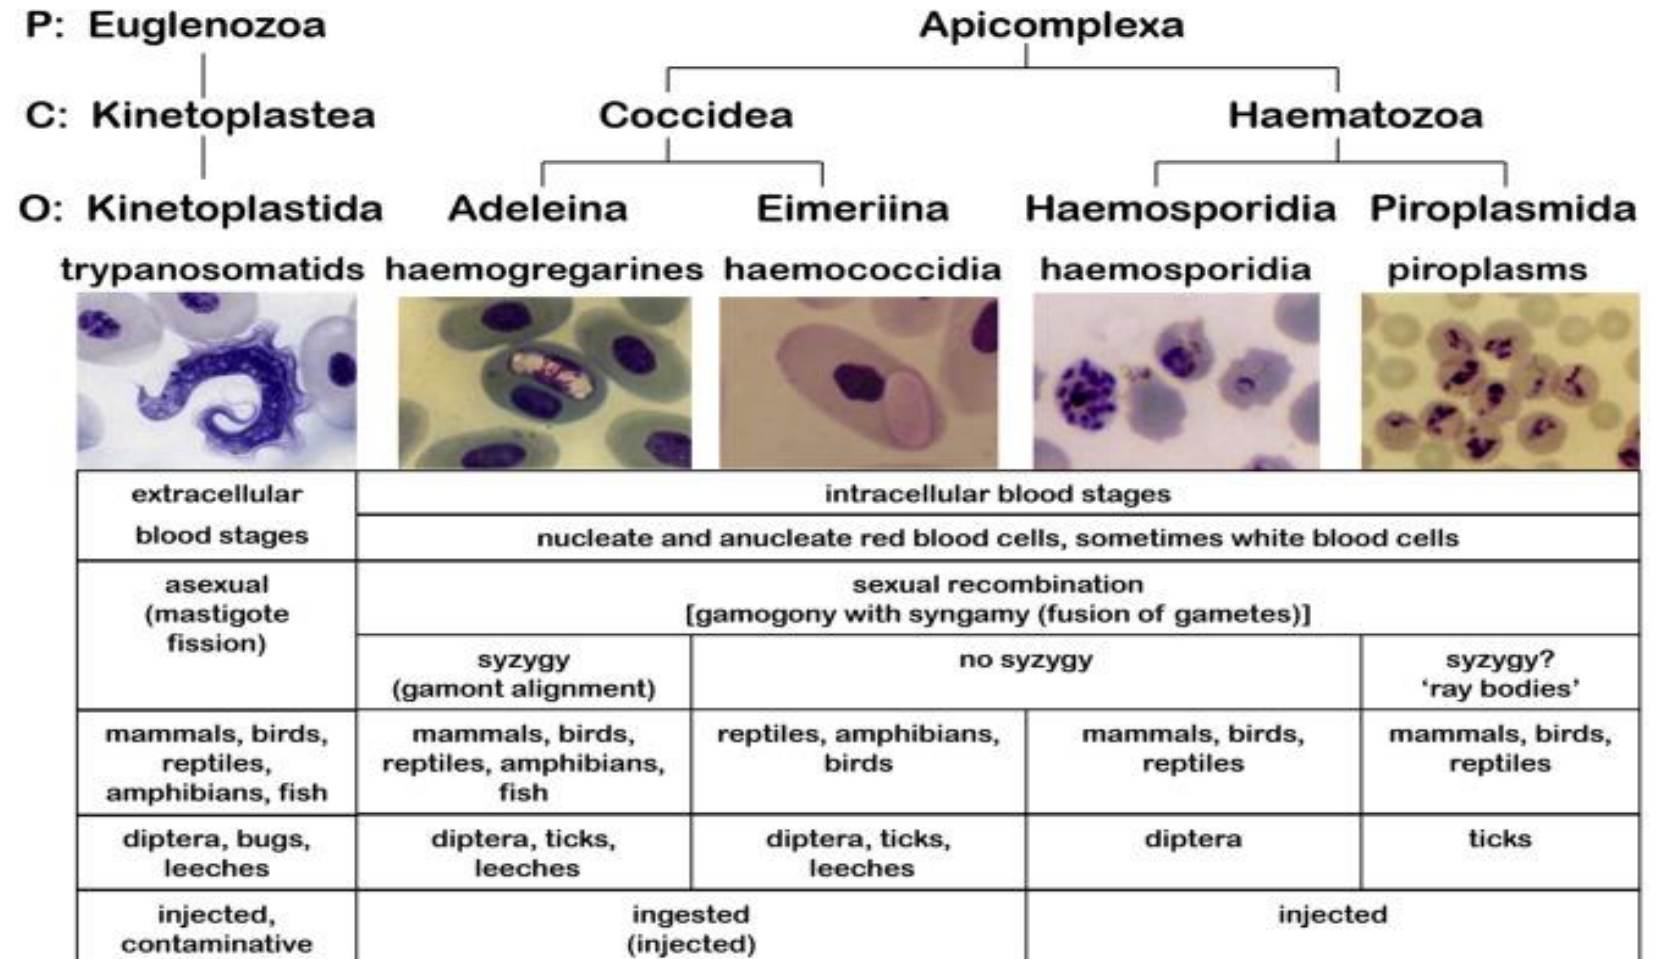 P: Euglenozoa Apicomplexa
C: Kinetoplastea Coccidea Haematozoa
O: Kinetoplastida Adeleina Eimeriina Haemosporidia Piroplasmida
trypanosomatids haemogregarines haemococcidia haemosporidia piroplasms
extracellular
blood stages
intracellular blood stages
nucleate and anucleate red blood cells, sometimes white blood cells
asexual
(mastigote
fission)
sexual recombination
[gamogony with syngamy (fusion of gametes)]
syzygy
(gamont alignment)
no syzygy
syzygy?
‘ray bodies’
mammals, birds,
reptiles,
amphibians, fish
mammals, birds,
reptiles, amphibians,
fish
reptiles, amphibians,
birds
mammals, birds,
reptiles
mammals, birds,
reptiles
diptera, bugs,
leeches
diptera, ticks,
leeches
diptera, ticks,
leeches
diptera
ticks
injected,
contaminative
ingested
(injected)
injected